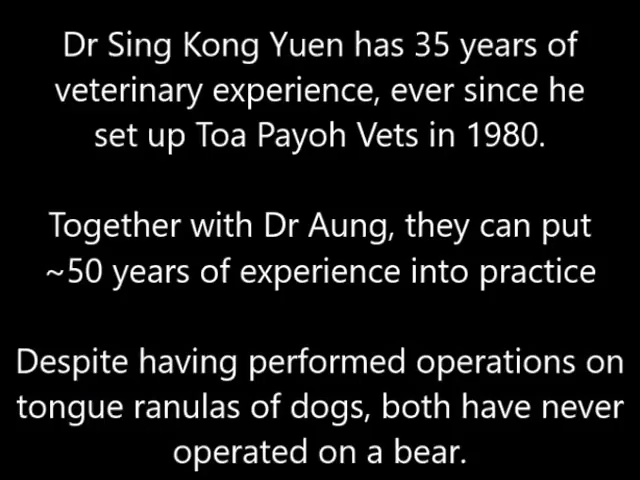 Dr Sing Kong Yuen has 35 years of
veterinary experience, ever since he
set up Toa Payoh Vets in 1980.
Together with Dr Aung, they can put
~50 years of experience into practice
Despite having performed operations on
tongue ranulas of dogs, both have never
operated on a bear.